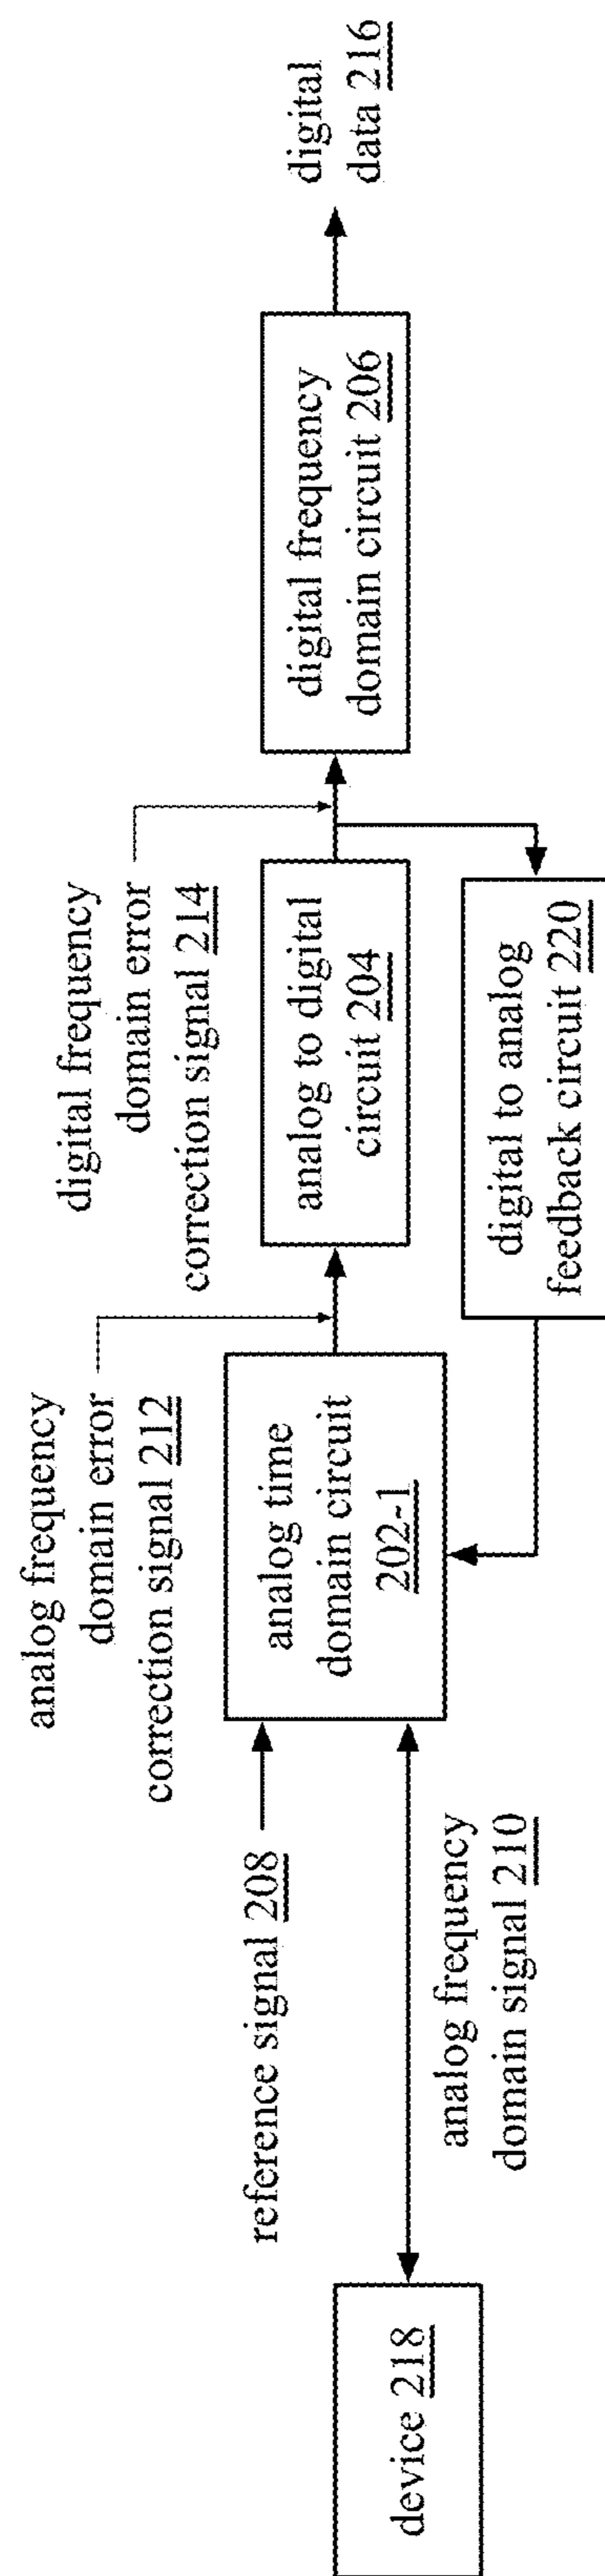 device 218
analog frequency
domain signal 210
reference signal 208
analog time
domain circuit
202-1
analog frequency
domain error
correction signal 212
analog to digital
circuit 204
digital to analog
feedback circuit 220
digital frequency
domain error
correction signal 214
digital frequency
domain circuit 206
digital
data 216